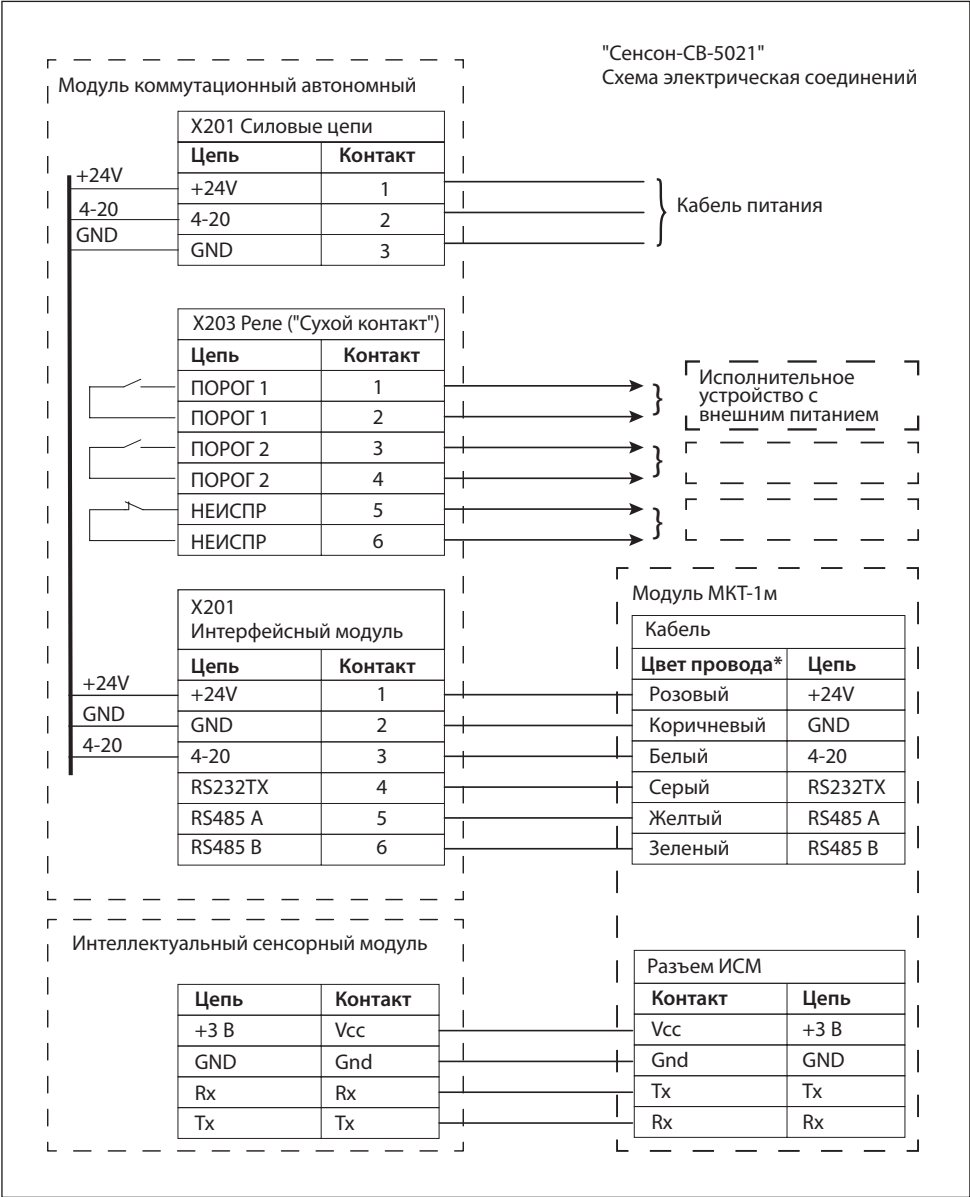 "Сенсон-СВ-5021"
Схема электрическая соединений
Модуль коммутационный автономный
X201 Силовые цепи
Цепь Контакт
+24V +24V 1
4-20 4-20 2
GND GND 3
Кабель питания
X203 Реле ("Сухой контакт")
Цепь Контакт
ПОРОГ 1 1
ПОРОГ 1 2
ПОРОГ 2 3
ПОРОГ 2 4
НЕИСПР 5
НЕИСПР 6
Исполнительное
устройство с
внешним питанием
X201
Интерфейсный модуль
Цепь Контакт
+24V +24V 1
GND GND 2
4-20 4-20 3
RS232TX 4
RS485 A 5
RS485 B 6
Модуль МКТ-1м
Кабель
Цвет провода* Цепь
Розовый +24V
Коричневый GND
Белый 4-20
Серый RS232TX
Желтый RS485 A
Зеленый RS485 B
Интеллектуальный сенсорный модуль
Цепь Контакт
+3 В Vcc
GND Gnd
Rx Rx
Tx Tx
Разъем ИСМ
Контакт Цепь
Vcc +3 В
Gnd GND
Tx Tx
Rx Rx